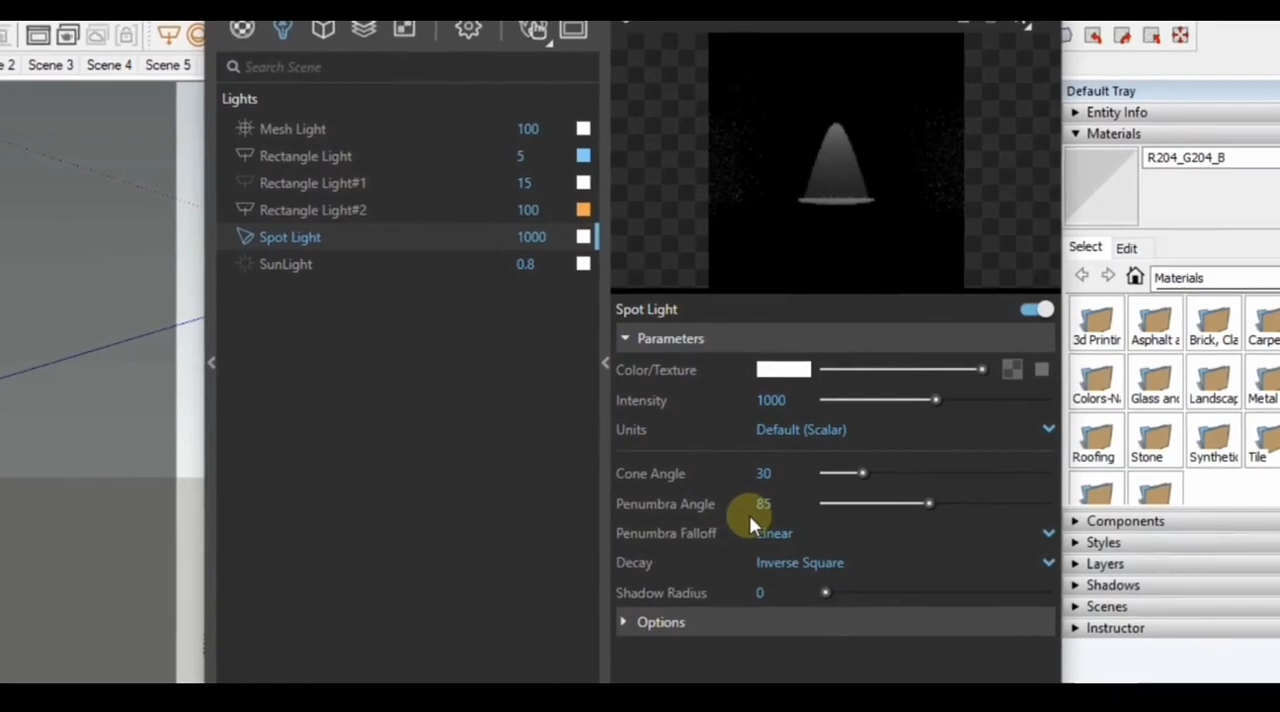 e 2
Scene 3
Scene 4
Scene 5
Search Scene
Lights
Mesh Light 100
Rectangle Light 5
Rectangle Light#1 15
Rectangle Light#2 100
Spot Light 1000
SunLight 0.8
Spot Light
Parameters
Color/Texture
Intensity 1000
Units Default (Scalar)
Cone Angle 30
Penumbra Angle 85
Penumbra Falloff Linear
Decay Inverse Square
Shadow Radius 0
Options
Default Tray
Entity Info
Materials
R204_G204_B
Select Edit
Materials
3d Printin Asphalt a Brick, Cla Carpe
Colors-Na Glass and Landscap Metal
Roofing Stone Synthetic Tile
Components
Styles
Layers
Shadows
Scenes
Instructor